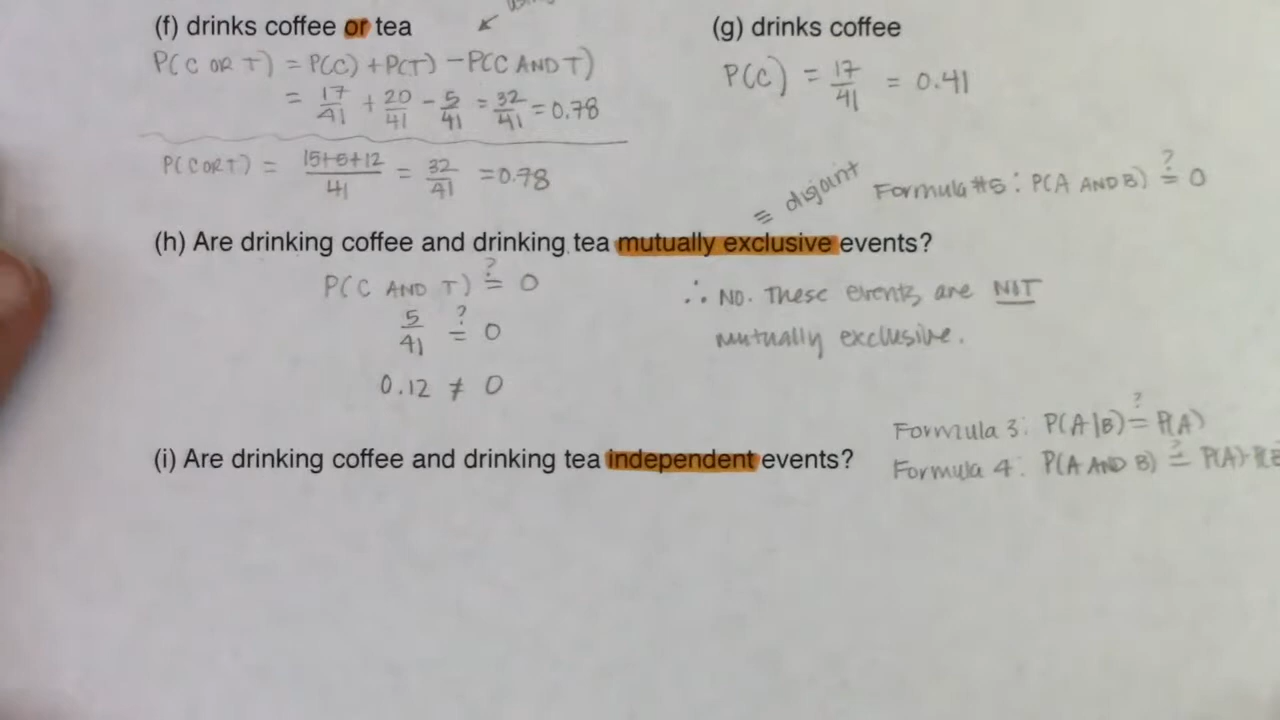 (f) drinks coffee or tea
P(C OR T) = P(C) + P(T) - P(C AND T)
= 17/41 + 20/41 - 5/41 = 32/41 = 0.78
P(C OR T) = 15+5+12/41 = 32/41 = 0.78
(g) drinks coffee
P(C) = 17/41 = 0.41
≡ disjoint
Formula #5: P(A AND B) ?= 0
(h) Are drinking coffee and drinking tea mutually exclusive events?
P(C AND T) ?= 0
5/41 ?= 0
0.12 ≠ 0
∴ No. These events are NOT
mutually exclusive.
Formula 3: P(A|B) ?= P(A)
(i) Are drinking coffee and drinking tea independent events?
Formula 4: P(A AND B) ?= P(A)·P(B